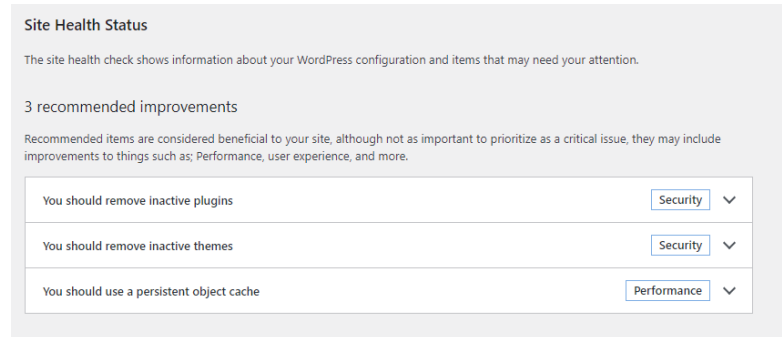 Site Health Status
The site health check shows information about your WordPress configuration and items that may need your attention.
3 recommended improvements
Recommended items are considered beneficial to your site, although not as important to prioritize as a critical issue, they may include
improvements to things such as; Performance, user experience, and more.
You should remove inactive plugins Security
You should remove inactive themes Security
You should use a persistent object cache Performance